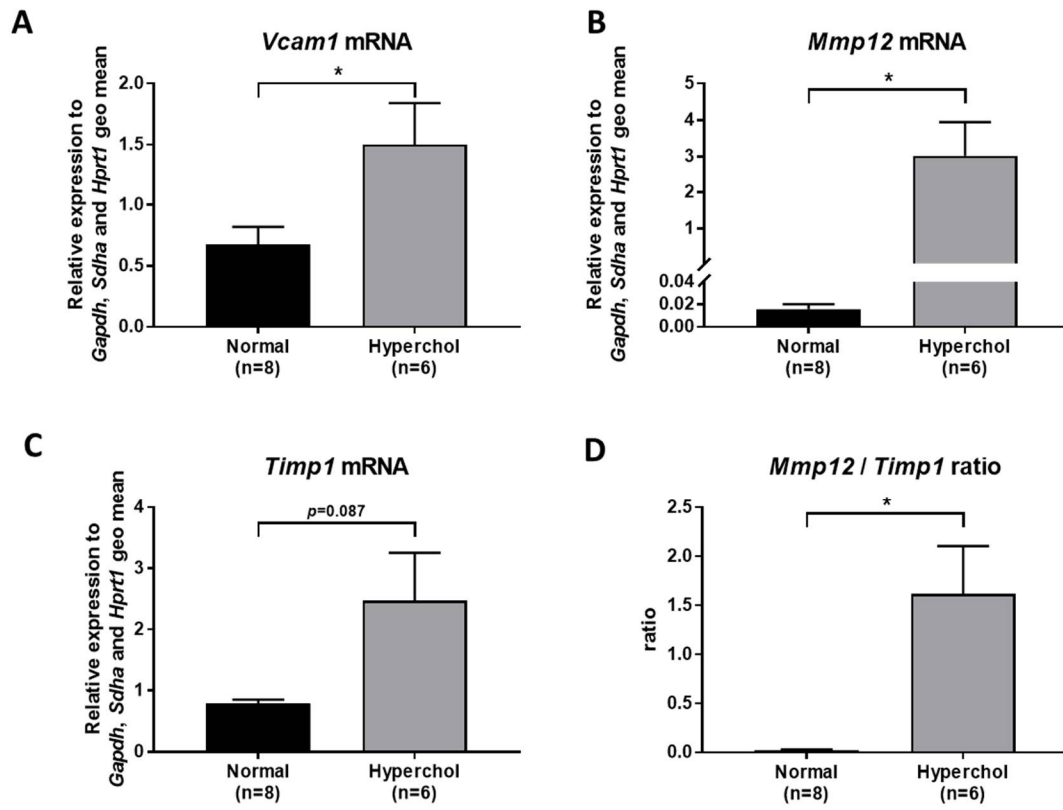 A
Vcam1 mRNA
*
Relative expression to
Gapdh, Sdha and Hprt1 geo mean
2.0
1.5
1.0
0.5
0.0
Normal
(n=8)
Hyperchol
(n=6)
B
Mmp12 mRNA
*
Relative expression to
Gapdh, Sdha and Hprt1 geo mean
5
4
3
2
1
0.04
0.02
0.00
Normal
(n=8)
Hyperchol
(n=6)
C
Timp1 mRNA
p=0.087
Relative expression to
Gapdh, Sdha and Hprt1 geo mean
4
3
2
1
0
Normal
(n=8)
Hyperchol
(n=6)
D
Mmp12 / Timp1 ratio
*
ratio
2.5
2.0
1.5
1.0
0.5
0.0
Normal
(n=8)
Hyperchol
(n=6)